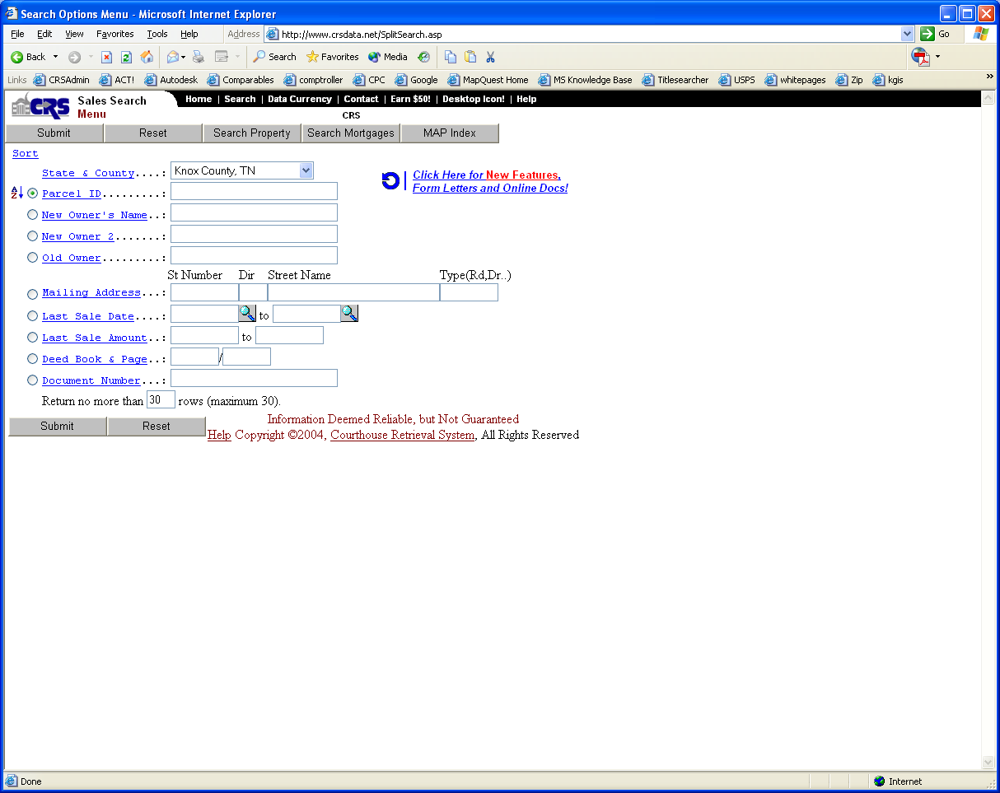 Search Options Menu - Microsoft Internet Explorer
File Edit View Favorites Tools Help Address http://www.crsdata.net/SplitSearch.asp Go
Back Search Favorites Media
Links CRSAdmin ACT! Autodesk Comparables comptroller CPC Google MapQuest Home MS Knowledge Base Titlesearcher USPS whitepages Zip kgis »
CRS Sales Search Home | Search | Data Currency | Contact | Earn $50! | Desktop Icon! | Help
Menu CRS
Submit Reset Search Property Search Mortgages MAP Index
Sort
State & County....: Knox County, TN
Click Here for New Features,
Form Letters and Online Docs!
A Z Parcel ID.........:
New Owner's Name..:
New Owner 2.......:
Old Owner.........:
St Number Dir Street Name Type(Rd,Dr..)
Mailing Address...:
Last Sale Date....: to
Last Sale Amount..: to
Deed Book & Page..: /
Document Number...:
Return no more than 30 rows (maximum 30).
Submit Reset Information Deemed Reliable, but Not Guaranteed
Help Copyright ©2004, Courthouse Retrieval System, All Rights Reserved
Done Internet